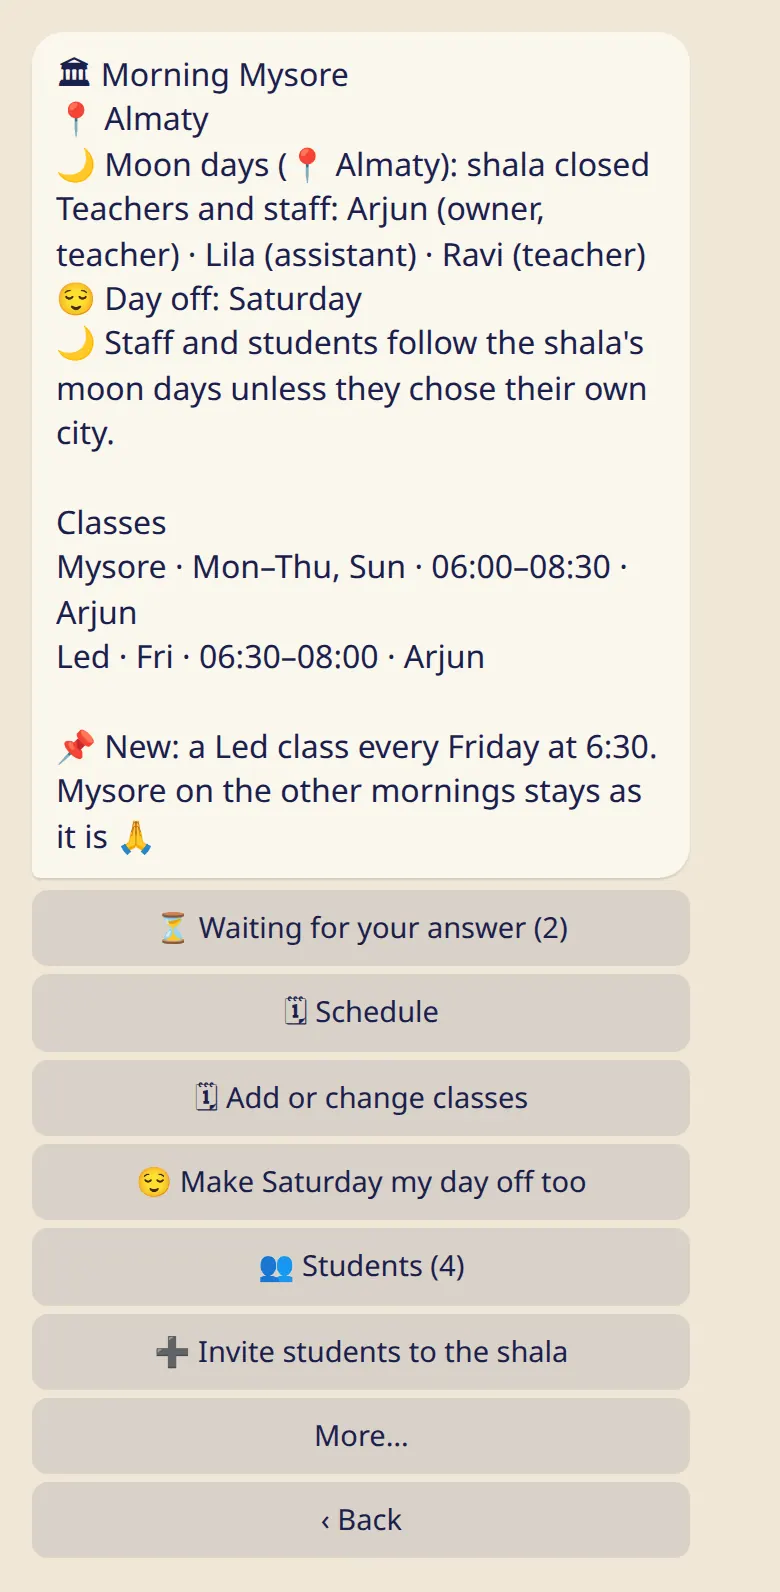 🏛 Morning Mysore
📍 Almaty
🌙 Moon days (📍 Almaty): shala closed
Teachers and staff: Arjun (owner,
teacher) · Lila (assistant) · Ravi (teacher)
😌 Day off: Saturday
🌙 Staff and students follow the shala's
moon days unless they chose their own
city.
Classes
Mysore · Mon–Thu, Sun · 06:00–08:30 ·
Arjun
Led · Fri · 06:30–08:00 · Arjun
📌 New: a Led class every Friday at 6:30.
Mysore on the other mornings stays as
it is 🙏
⏳ Waiting for your answer (2)
🗓 Schedule
🗓 Add or change classes
😌 Make Saturday my day off too
👥 Students (4)
➕ Invite students to the shala
More...
‹ Back